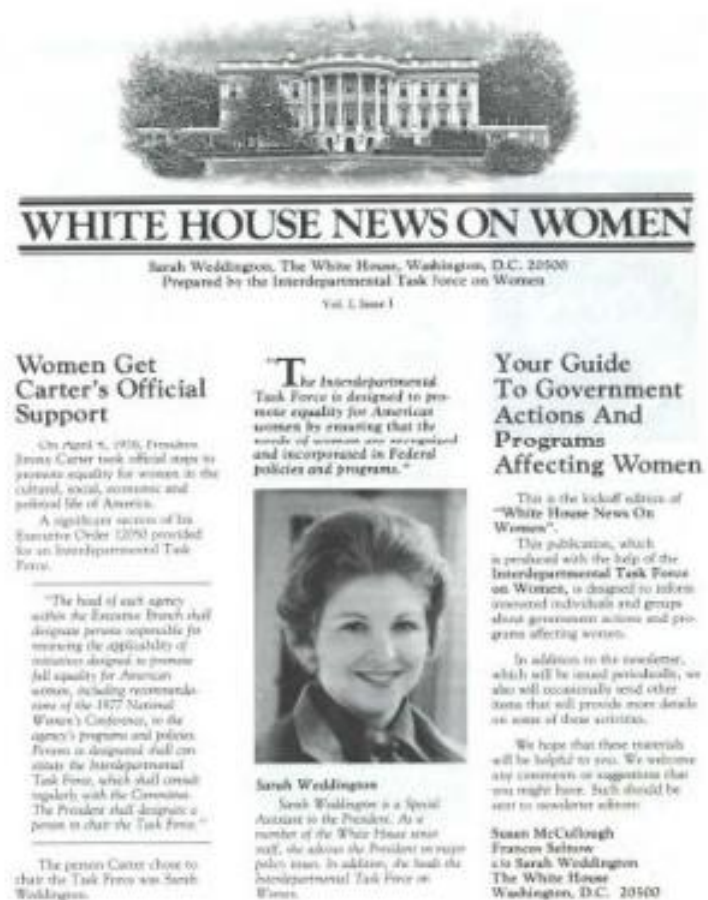 WHITE HOUSE NEWS ON WOMEN
Sarah Weddington, The White House, Washington, D.C. 20500
Prepared by the Interdepartmental Task Force on Women
Vol. I, Issue I
Women Get
Carter's Official
Support
On April 4, 1978, President
Jimmy Carter took official steps to
promote equality for women in the
cultural, social, economic and
political life of America.
A significant section of his
Executive Order 12050 provided
for an Interdepartmental Task
Force.
"The head of each agency
within the Executive Branch shall
designate persons responsible for
reviewing the applicability of
initiatives designed to promote
full equality for American
women, including recommenda-
tions of the 1977 National
Women's Conference, to the
agency's programs and policies.
Persons so designated shall con-
stitute the Interdepartmental
Task Force, which shall consult
regularly with the Committee.
The President shall designate a
person to chair the Task Force."
The person Carter chose to
chair the Task Force was Sarah
Weddington.
"The Interdepartmental
Task Force is designed to pro-
mote equality for American
women by ensuring that the
needs of women are recognized
and incorporated in Federal
policies and programs."
Sarah Weddington
Sarah Weddington is a Special
Assistant to the President. As a
member of the White House senior
staff, she advises the President on major
policy issues. In addition, she heads the
Interdepartmental Task Force on
Women.
Your Guide
To Government
Actions And
Programs
Affecting Women
This is the kickoff edition of
"White House News On
Women".
This publication, which
is produced with the help of the
Interdepartmental Task Force
on Women, is designed to inform
interested individuals and groups
about government actions and pro-
grams affecting women.
In addition to the newsletter,
which will be issued periodically, we
also will occasionally send other
items that will provide more details
on some of these activities.
We hope that these materials
will be helpful to you. We welcome
any comments or suggestions that
you might have. Such should be
sent to newsletter editors:
Susan McCullough
Frances Selnow
c/o Sarah Weddington
The White House
Washington, D.C. 20500